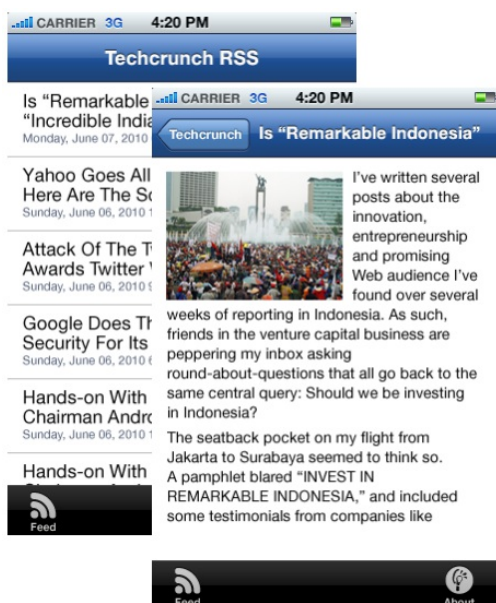 CARRIER 3G 4:20 PM
Techcrunch RSS
Is “Remarkable
“Incredible India
Monday, June 07, 2010
Yahoo Goes All
Here Are The
Sunday, June 06, 2010
Attack Of The
Awards Twitter
Sunday, June 06, 2010
Google Does
Security For Its
Sunday, June 06, 2010
Hands-on With
Chairman
Sunday, June 06, 2010
Hands-on With
Feed
CARRIER 3G 4:20 PM
Techcrunch
Is “Remarkable Indonesia”
I’ve written several
posts about the
innovation,
entrepreneurship
and promising
Web audience I’ve
found over several
weeks of reporting in Indonesia. As such,
friends in the venture capital business are
peppering my inbox asking
round-about-questions that all go back to the
same central query: Should we be investing
in Indonesia?
The seatback pocket on my flight from
Jakarta to Surabaya seemed to think so.
A pamphlet blared “INVEST IN
REMARKABLE INDONESIA,” and included
some testimonials from companies like
Feed
About